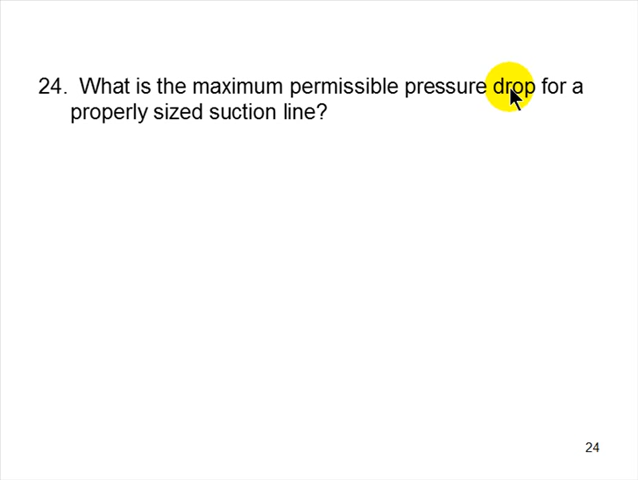 24. What is the maximum permissible pressure drop for a
properly sized suction line?
24